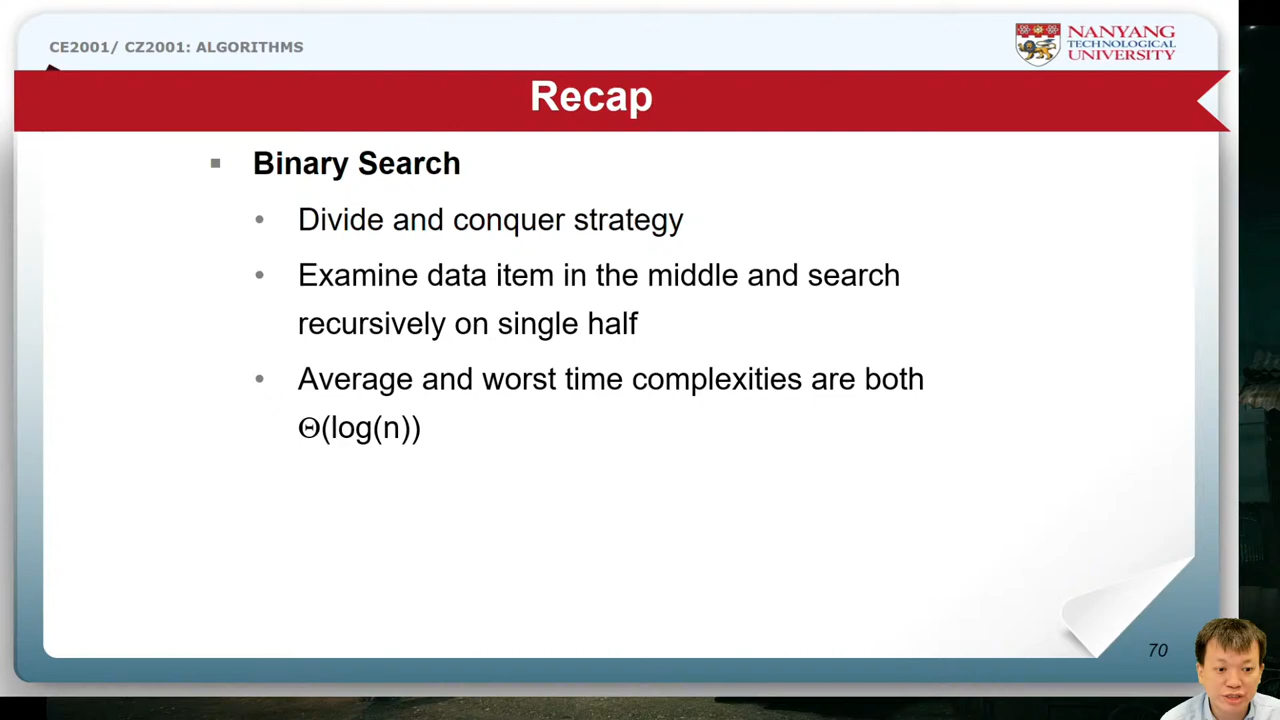 CE2001/ CZ2001: ALGORITHMS
NANYANG
TECHNOLOGICAL
UNIVERSITY
Recap
Binary Search
Divide and conquer strategy
Examine data item in the middle and search
recursively on single half
Average and worst time complexities are both
Θ(log(n))
70